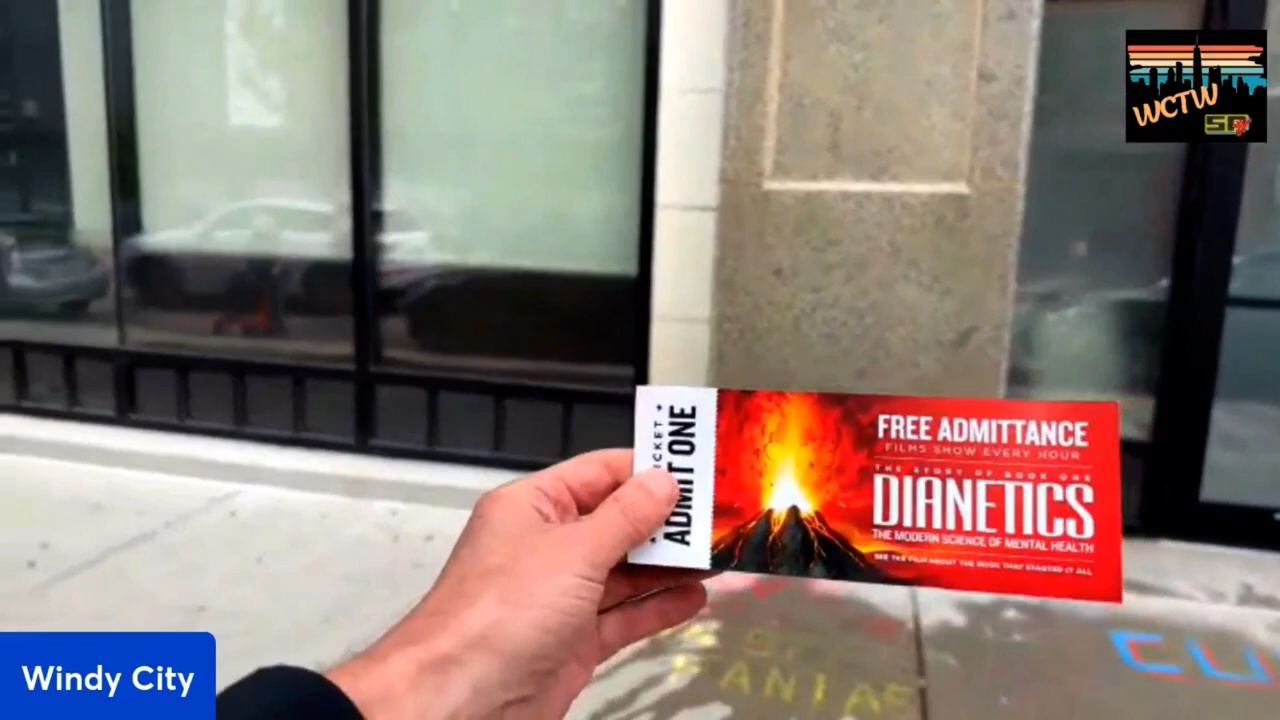 WCTW
TICKET
ADMIT ONE
FREE ADMITTANCE
FILMS SHOW EVERY HOUR
THE STORY OF BOOK ONE
DIANETICS
THE MODERN SCIENCE OF MENTAL HEALTH
SEE THE FILM ABOUT THE BOOK THAT STARTED IT ALL
Windy City